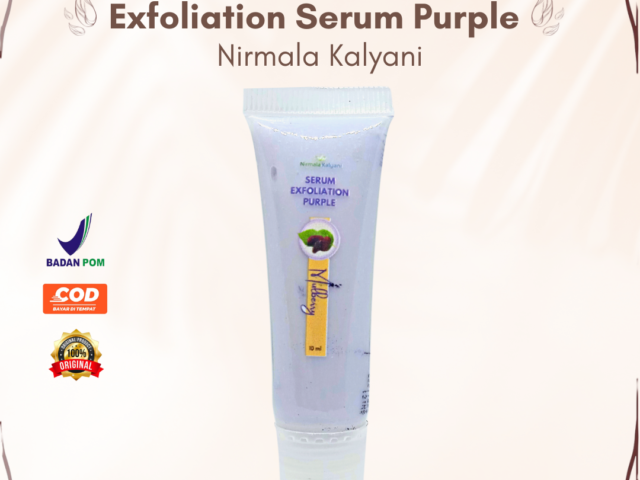 Exfoliation Serum Purple
Nirmala Kalyani
Nirmala Kalyani
SERUM
EXFOLIATION
PURPLE
Mulberry
10 ml
BADAN POM
COD
BAYAR DI TEMPAT
100%
ORIGINAL